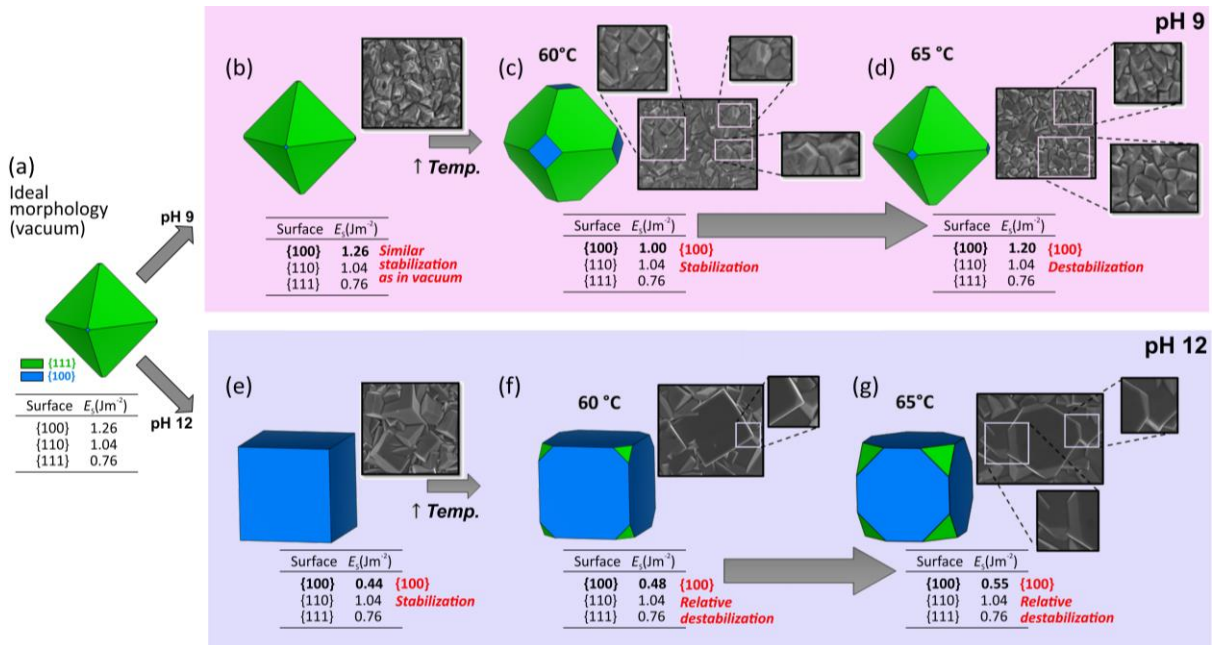 (a)
Ideal
morphology
(vacuum)
pH 9
pH 12
{111}
{100}
Surface Eₛ(Jm⁻²)
{100} 1.26
{110} 1.04
{111} 0.76
pH 9
(b)
↑ Temp.
Surface Eₛ(Jm⁻²)
{100} 1.26 Similar
{110} 1.04 stabilization
{111} 0.76 as in vacuum
(c)
60°C
Surface Eₛ(Jm⁻²)
{100} 1.00 {100}
{110} 1.04 Stabilization
{111} 0.76
(d)
65 °C
Surface Eₛ(Jm⁻²)
{100} 1.20 {100}
{110} 1.04 Destabilization
{111} 0.76
pH 12
(e)
↑ Temp.
Surface Eₛ(Jm⁻²)
{100} 0.44 {100}
{110} 1.04 Stabilization
{111} 0.76
(f)
60 °C
Surface Eₛ(Jm⁻²)
{100} 0.48 {100}
{110} 1.04 Relative
{111} 0.76 destabilization
(g)
65°C
Surface Eₛ(Jm⁻²)
{100} 0.55 {100}
{110} 1.04 Relative
{111} 0.76 destabilization